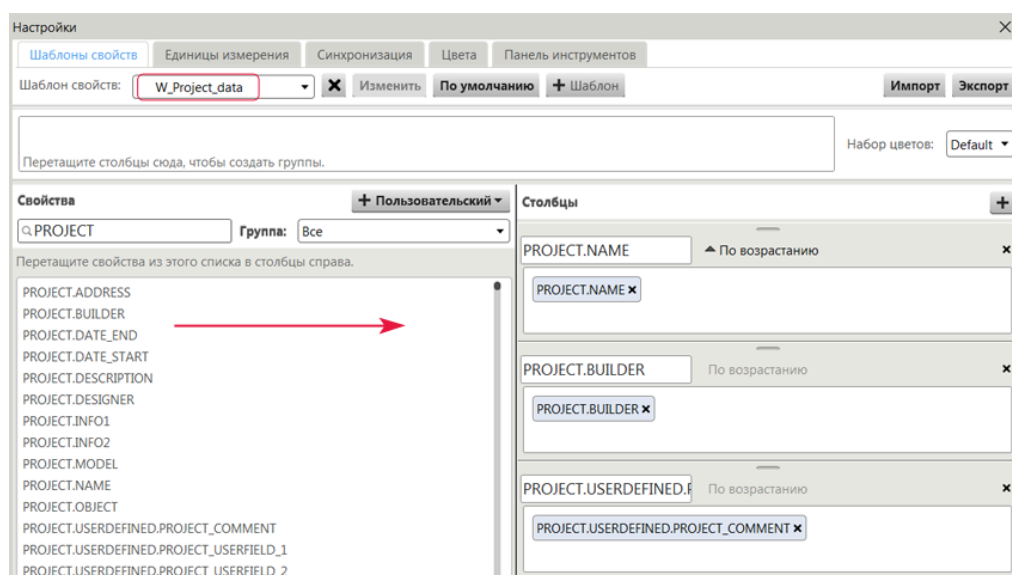 Настройки
Шаблоны свойств Единицы измерения Синхронизация Цвета Панель инструментов
Шаблон свойств: W_Project_data Изменить По умолчанию + Шаблон Импорт Экспорт
Перетащите столбцы сюда, чтобы создать группы.
Набор цветов: Default
Свойства + Пользовательский
PROJECT Группа: Все
Перетащите свойства из этого списка в столбцы справа.
PROJECT.ADDRESS
PROJECT.BUILDER
PROJECT.DATE_END
PROJECT.DATE_START
PROJECT.DESCRIPTION
PROJECT.DESIGNER
PROJECT.INFO1
PROJECT.INFO2
PROJECT.MODEL
PROJECT.NAME
PROJECT.OBJECT
PROJECT.USERDEFINED.PROJECT_COMMENT
PROJECT.USERDEFINED.PROJECT_USERFIELD_1
PROJECT.USERDEFINED.PROJECT_USERFIELD_2
Столбцы +
PROJECT.NAME По возрастанию
PROJECT.NAME
PROJECT.BUILDER По возрастанию
PROJECT.BUILDER
PROJECT.USERDEFINED.P По возрастанию
PROJECT.USERDEFINED.PROJECT_COMMENT